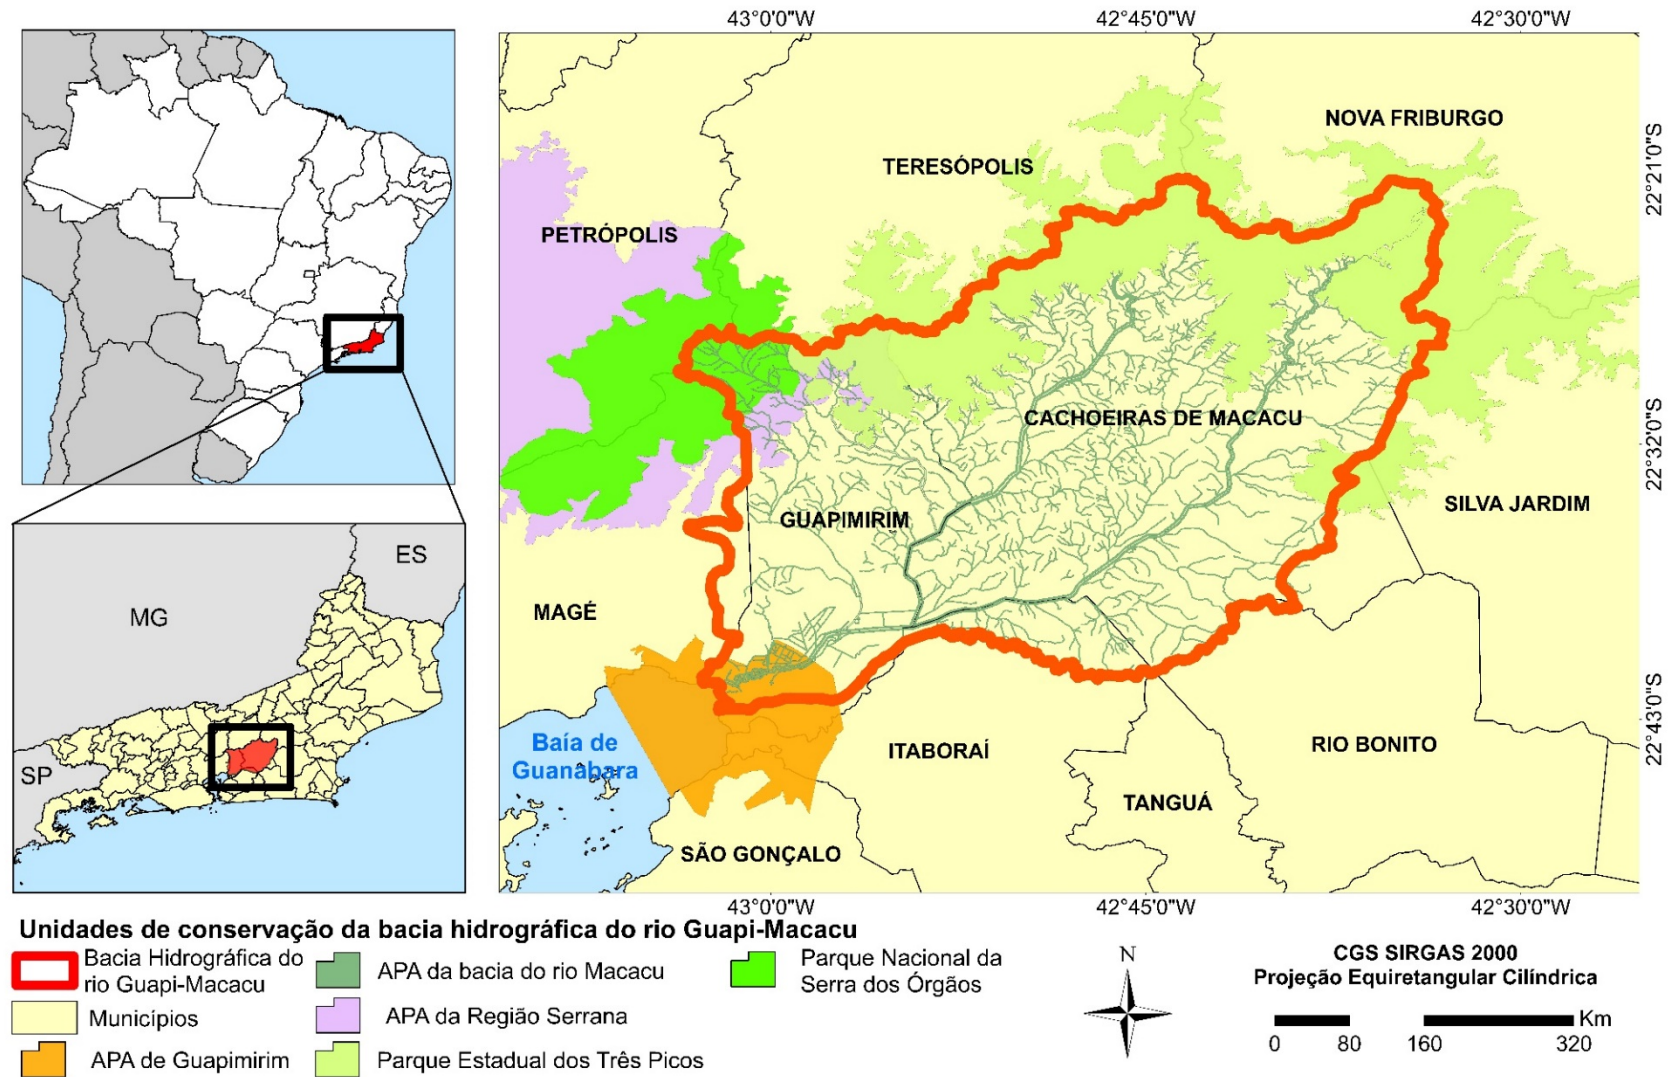 43°0'0"W
42°45'0"W
42°30'0"W
NOVA FRIBURGO
TERESÓPOLIS
22°21'0"S
PETRÓPOLIS
CACHOEIRAS DE MACACU
22°32'0"S
SILVA JARDIM
GUAPIMIRIM
ES
MG
MAGÉ
22°43'0"S
Baía de
Guanabara
ITABORAÍ
RIO BONITO
SP
TANGUÁ
SÃO GONÇALO
43°0'0"W
42°45'0"W
42°30'0"W
Unidades de conservação da bacia hidrográfica do rio Guapi-Macacu
Bacia Hidrográfica do
rio Guapi-Macacu
Municípios
APA de Guapimirim
APA da bacia do rio Macacu
APA da Região Serrana
Parque Estadual dos Três Picos
Parque Nacional da
Serra dos Órgãos
N
CGS SIRGAS 2000
Projeção Equiretangular Cilíndrica
Km
0 80 160 320